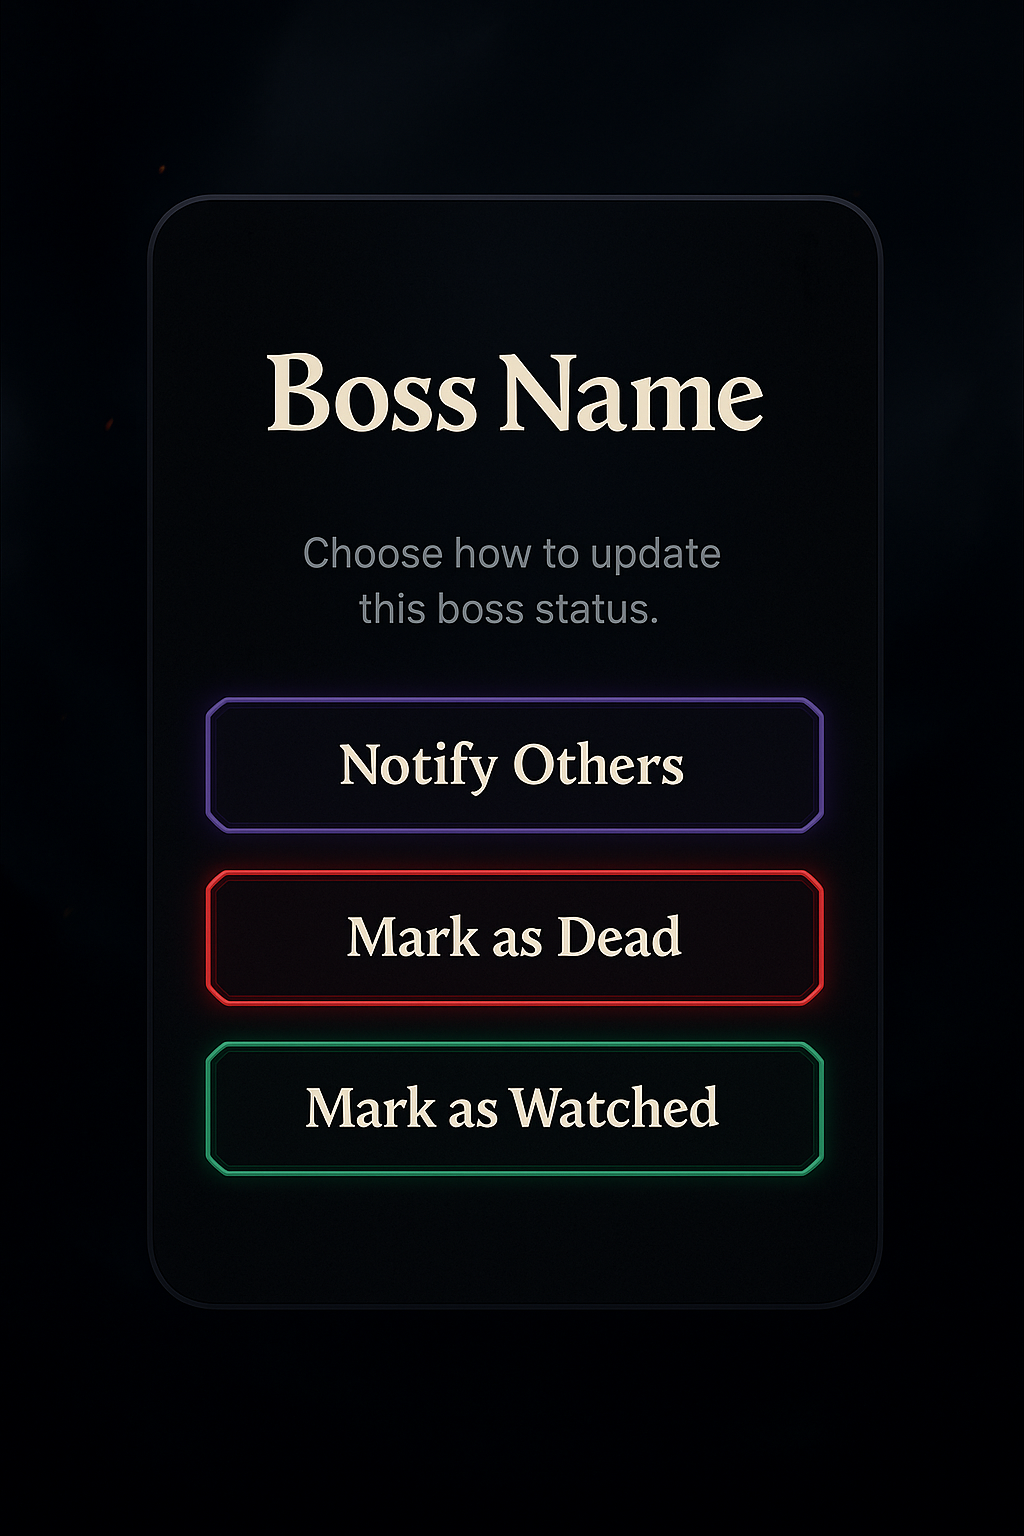 Boss Name
Choose how to update
this boss status.
Notify Others
Mark as Dead
Mark as Watched